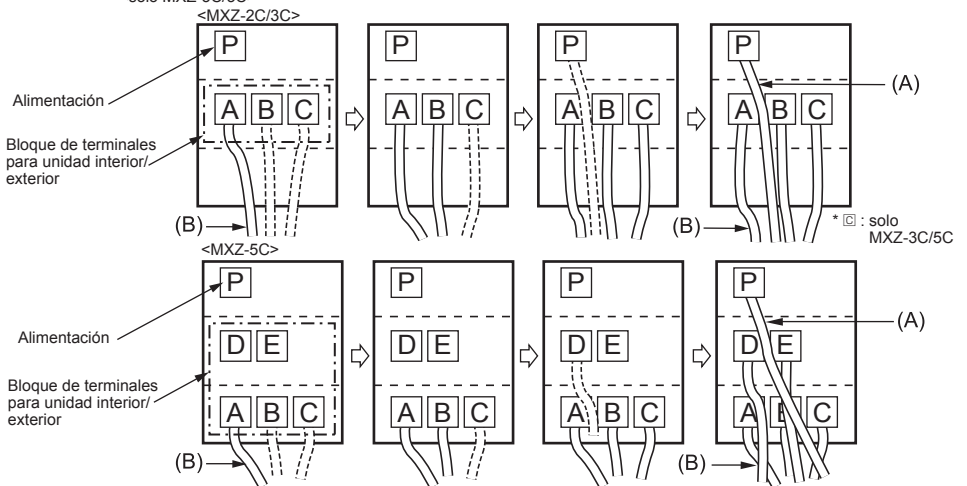 <MXZ-2C/3C>
P P P P
(A)
Alimentación
A B C A B C A B C A B C
Bloque de terminales
para unidad interior/
exterior
(B) (B)
* C : solo
MXZ-3C/5C
<MXZ-5C>
P P P P
(A)
Alimentación
D E D E D E D E
Bloque de terminales
para unidad interior/
exterior
A B C A B C A B C A B C
(B) (B)